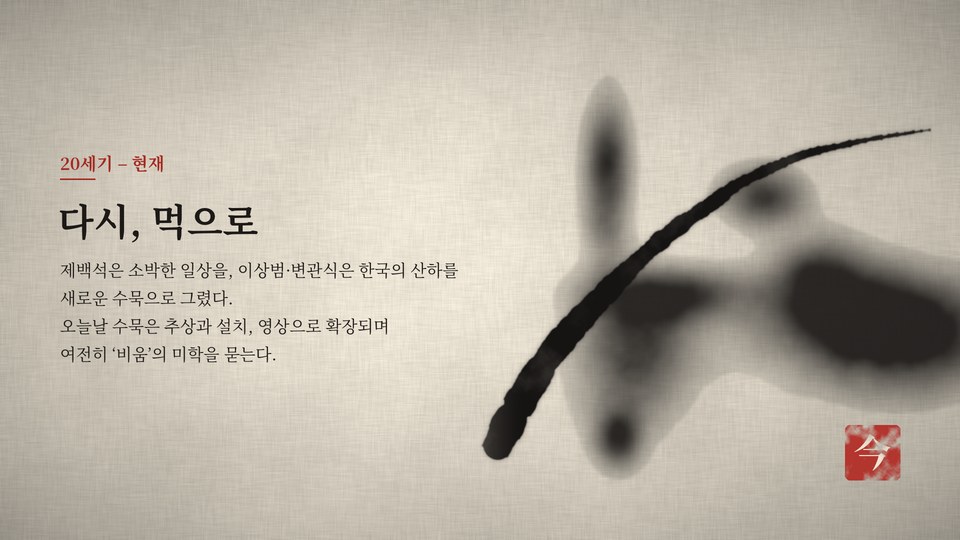 20세기 – 현재
다시, 먹으로
제백석은 소박한 일상을, 이상범·변관식은 한국의 산하를
새로운 수묵으로 그렸다.
오늘날 수묵은 추상과 설치, 영상으로 확장되며
여전히 ‘비움’의 미학을 묻는다.
今